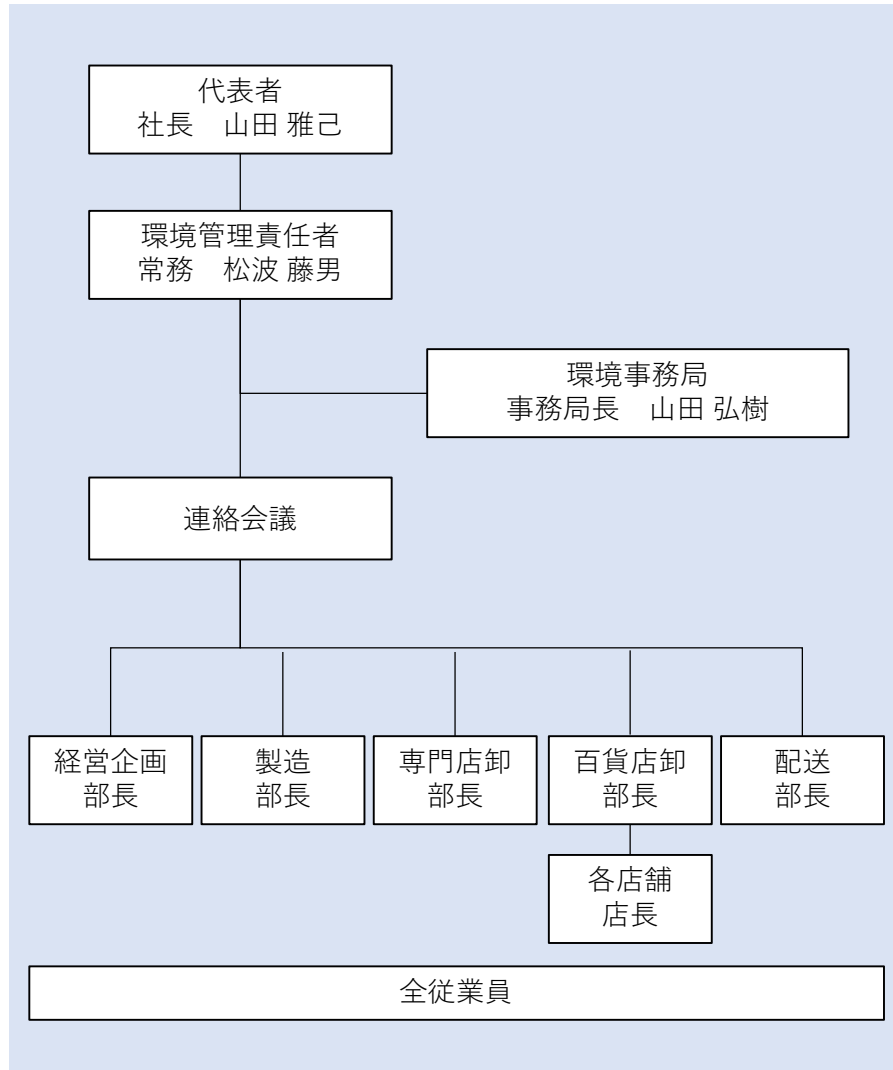 代表者
社長　山田 雅己
環境管理責任者
常務　松波 藤男
環境事務局
事務局長　山田 弘樹
連絡会議
経営企画
部長
製造
部長
専門店卸
部長
百貨店卸
部長
配送
部長
各店舗
店長
全従業員